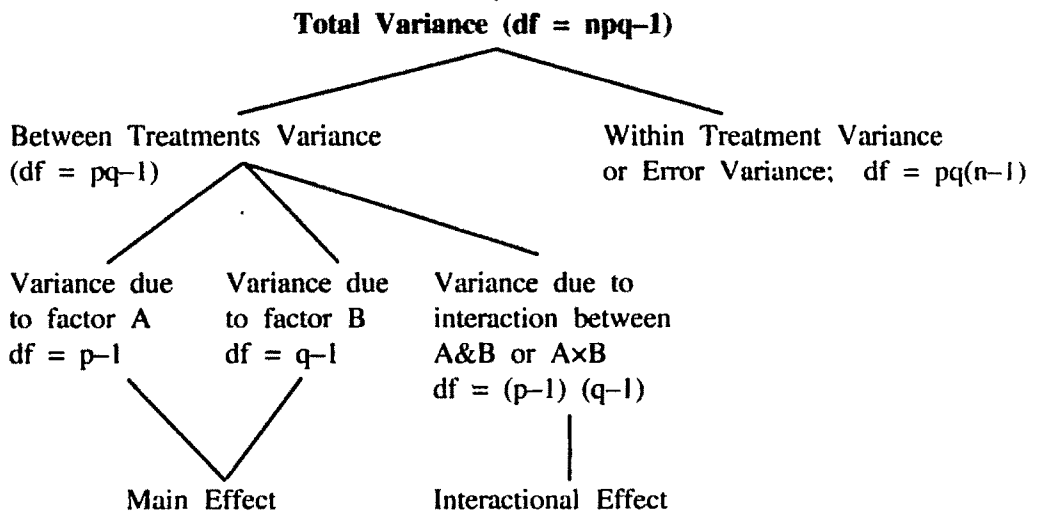 Total Variance (df = npq–1)
Between Treatments Variance
(df = pq–1)
Within Treatment Variance
or Error Variance; df = pq(n–1)
Variance due
to factor A
df = p–1
Variance due
to factor B
df = q–1
Variance due to
interaction between
A&B or A×B
df = (p–1) (q–1)
Main Effect
Interactional Effect